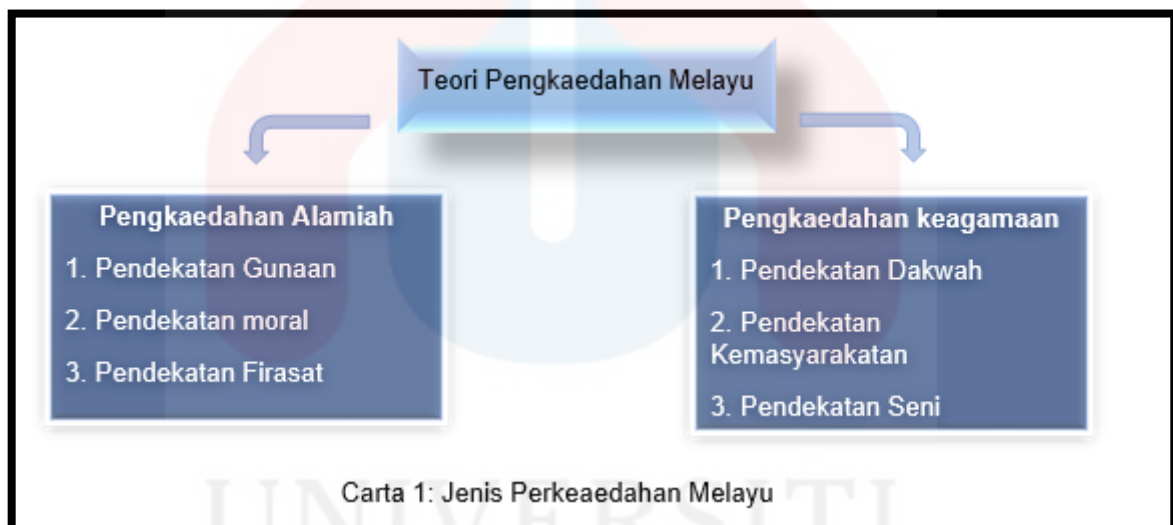 Teori Pengkaedahan Melayu
Pengkaedahan Alamiah
1. Pendekatan Gunaan
2. Pendekatan moral
3. Pendekatan Firasat
Pengkaedahan keagamaan
1. Pendekatan Dakwah
2. Pendekatan
Kemasyarakatan
3. Pendekatan Seni
Carta 1: Jenis Perkeaedahan Melayu
UNIVERSITI